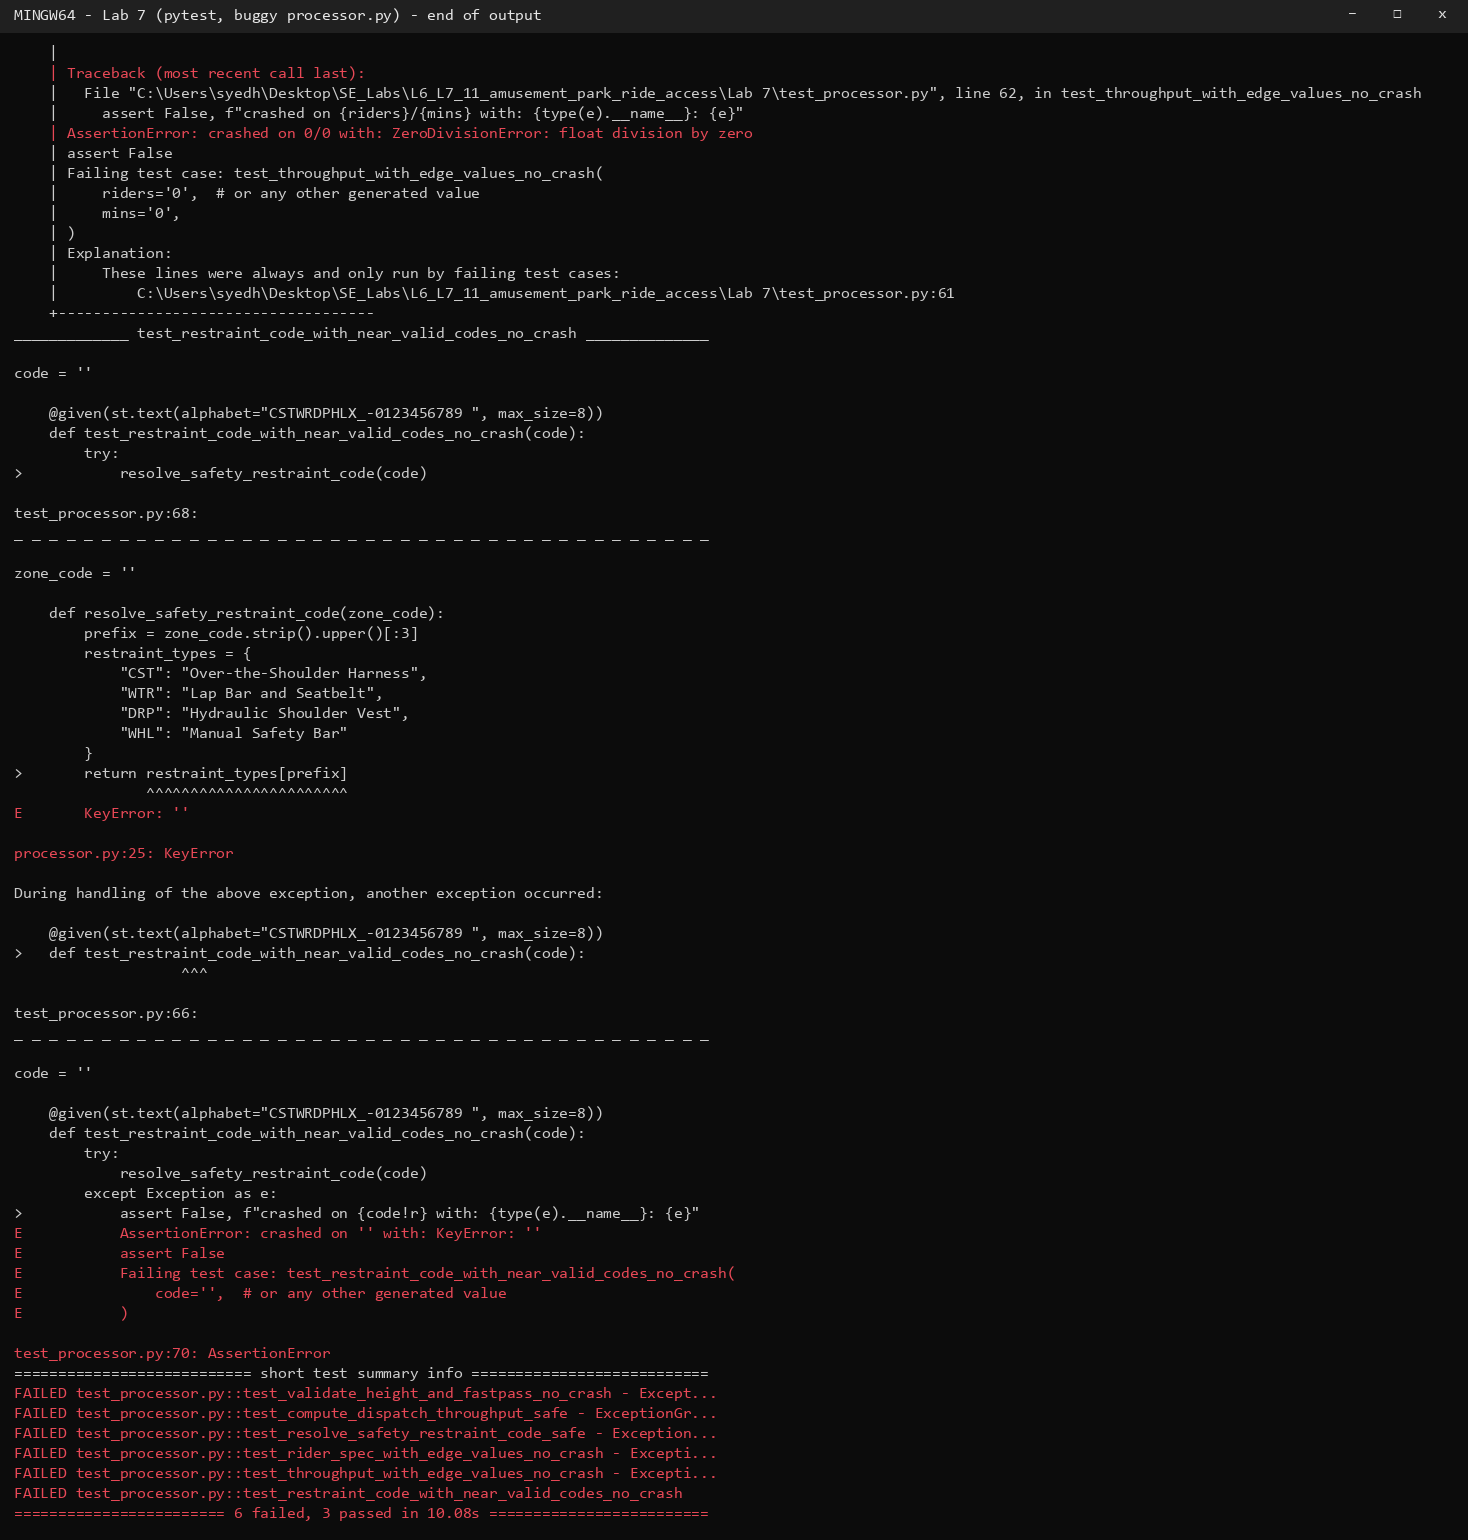 MINGW64 - Lab 7 (pytest, buggy processor.py) - end of output − □ x
    |
    | Traceback (most recent call last):
    |   File "C:\Users\syedh\Desktop\SE_Labs\L6_L7_11_amusement_park_ride_access\Lab 7\test_processor.py", line 62, in test_throughput_with_edge_values_no_crash
    |     assert False, f"crashed on {riders}/{mins} with: {type(e).__name__}: {e}"
    | AssertionError: crashed on 0/0 with: ZeroDivisionError: float division by zero
    | assert False
    | Failing test case: test_throughput_with_edge_values_no_crash(
    |     riders='0',  # or any other generated value
    |     mins='0',
    | )
    | Explanation:
    |     These lines were always and only run by failing test cases:
    |         C:\Users\syedh\Desktop\SE_Labs\L6_L7_11_amusement_park_ride_access\Lab 7\test_processor.py:61
    +------------------------------------
_____________ test_restraint_code_with_near_valid_codes_no_crash ______________

code = ''

    @given(st.text(alphabet="CSTWRDPHLX_-0123456789 ", max_size=8))
    def test_restraint_code_with_near_valid_codes_no_crash(code):
        try:
>           resolve_safety_restraint_code(code)

test_processor.py:68:
_ _ _ _ _ _ _ _ _ _ _ _ _ _ _ _ _ _ _ _ _ _ _ _ _ _ _ _ _ _ _ _ _ _ _ _ _ _ _ _

zone_code = ''

    def resolve_safety_restraint_code(zone_code):
        prefix = zone_code.strip().upper()[:3]
        restraint_types = {
            "CST": "Over-the-Shoulder Harness",
            "WTR": "Lap Bar and Seatbelt",
            "DRP": "Hydraulic Shoulder Vest",
            "WHL": "Manual Safety Bar"
        }
>       return restraint_types[prefix]
               ^^^^^^^^^^^^^^^^^^^^^^^
E       KeyError: ''

processor.py:25: KeyError

During handling of the above exception, another exception occurred:

    @given(st.text(alphabet="CSTWRDPHLX_-0123456789 ", max_size=8))
>   def test_restraint_code_with_near_valid_codes_no_crash(code):
                   ^^^

test_processor.py:66:
_ _ _ _ _ _ _ _ _ _ _ _ _ _ _ _ _ _ _ _ _ _ _ _ _ _ _ _ _ _ _ _ _ _ _ _ _ _ _ _

code = ''

    @given(st.text(alphabet="CSTWRDPHLX_-0123456789 ", max_size=8))
    def test_restraint_code_with_near_valid_codes_no_crash(code):
        try:
            resolve_safety_restraint_code(code)
        except Exception as e:
>           assert False, f"crashed on {code!r} with: {type(e).__name__}: {e}"
E           AssertionError: crashed on '' with: KeyError: ''
E           assert False
E           Failing test case: test_restraint_code_with_near_valid_codes_no_crash(
E               code='',  # or any other generated value
E           )

test_processor.py:70: AssertionError
=========================== short test summary info ===========================
FAILED test_processor.py::test_validate_height_and_fastpass_no_crash - Except...
FAILED test_processor.py::test_compute_dispatch_throughput_safe - ExceptionGr...
FAILED test_processor.py::test_resolve_safety_restraint_code_safe - Exception...
FAILED test_processor.py::test_rider_spec_with_edge_values_no_crash - Excepti...
FAILED test_processor.py::test_throughput_with_edge_values_no_crash - Excepti...
FAILED test_processor.py::test_restraint_code_with_near_valid_codes_no_crash
======================== 6 failed, 3 passed in 10.08s =========================